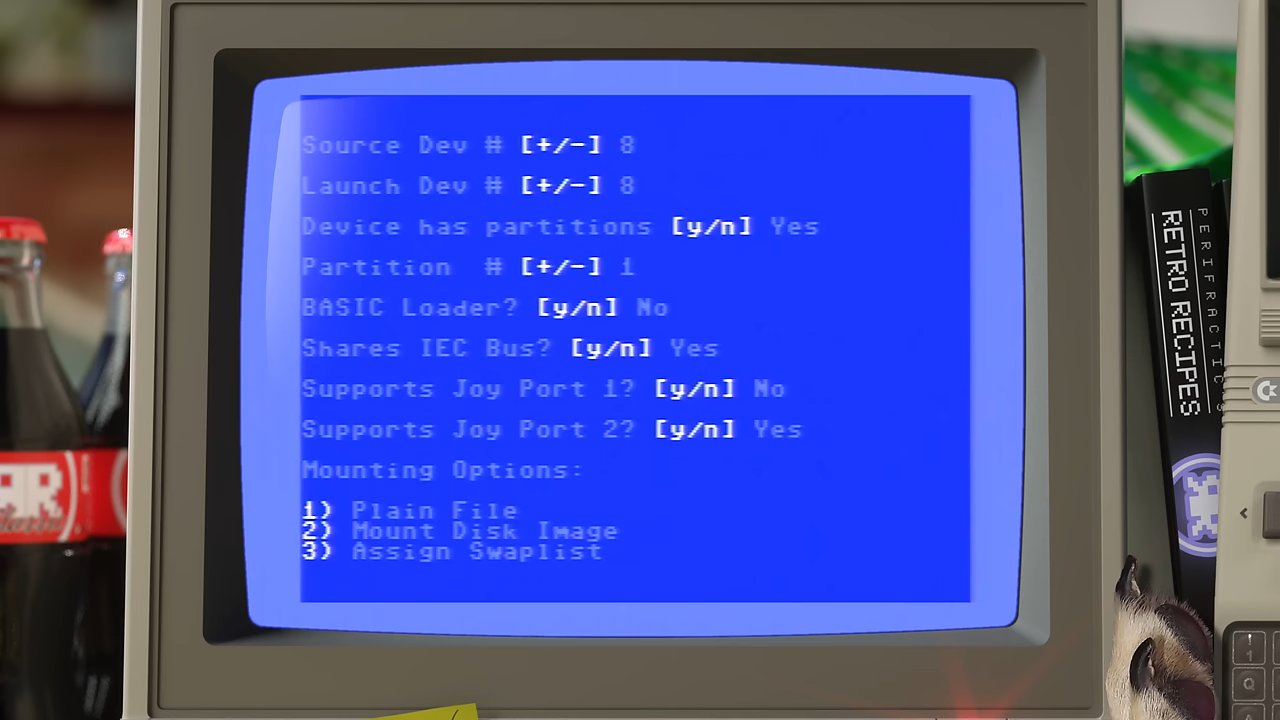 Source Dev # [+/-] 8
Launch Dev # [+/-] 8
Device has partitions [y/n] Yes
Partition  # [+/-] 1
BASIC Loader? [y/n] No
Shares IEC Bus? [y/n] Yes
Supports Joy Port 1? [y/n] No
Supports Joy Port 2? [y/n] Yes
Mounting Options:
1) Plain File
2) Mount Disk Image
3) Assign Swaplist
PERIFRACTIC'S
RETRO RECIPES
!
1
Q